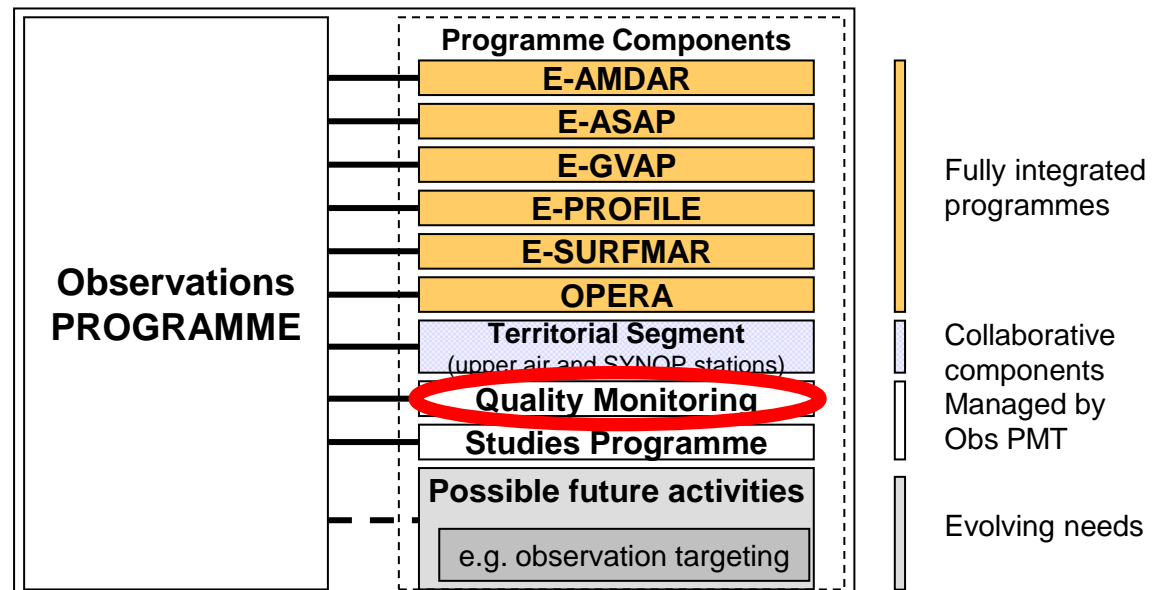 Programme Components
E-AMDAR
E-ASAP
E-GVAP
E-PROFILE
E-SURFMAR
OPERA
Territorial Segment
(upper air and SYNOP stations)
Quality Monitoring
Studies Programme
Possible future activities
e.g. observation targeting
Observations
PROGRAMME
Fully integrated
programmes
Collaborative
components
Managed by
Obs PMT
Evolving needs